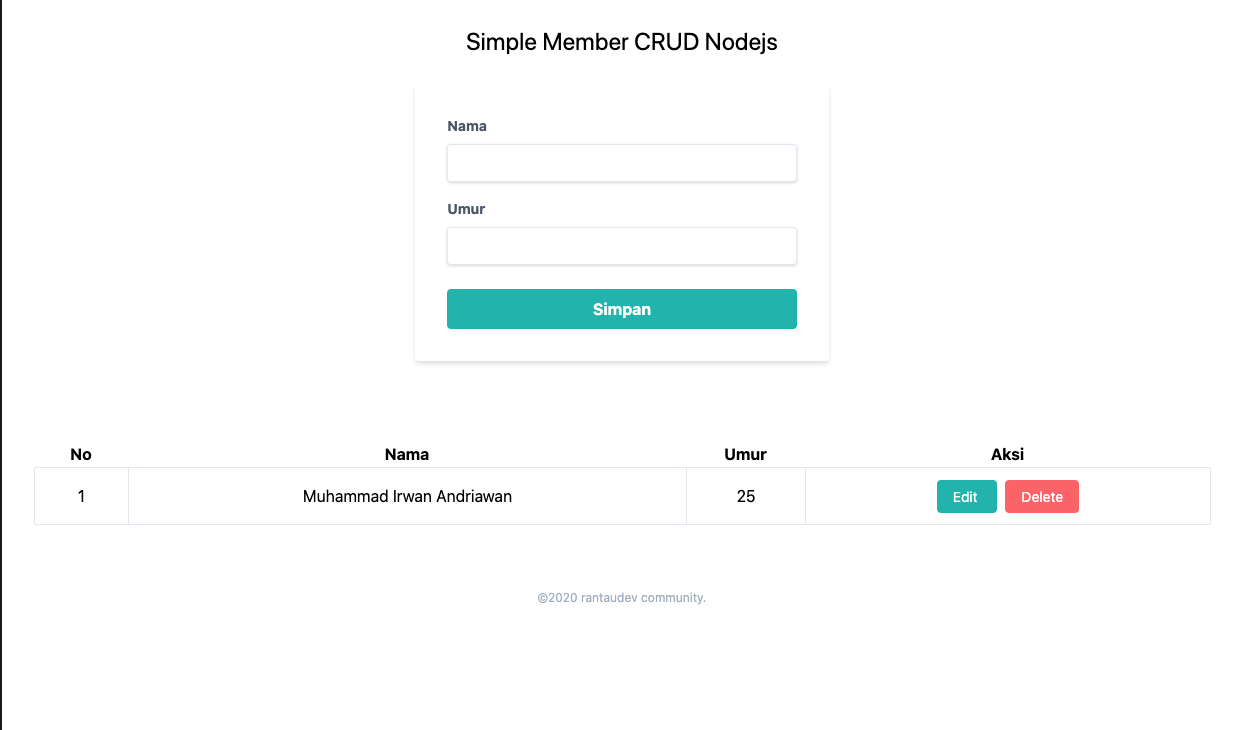 Simple Member CRUD Nodejs
Nama
Umur
Simpan
No Nama Umur Aksi
1 Muhammad Irwan Andriawan 25 Edit Delete
©2020 rantaudev community.